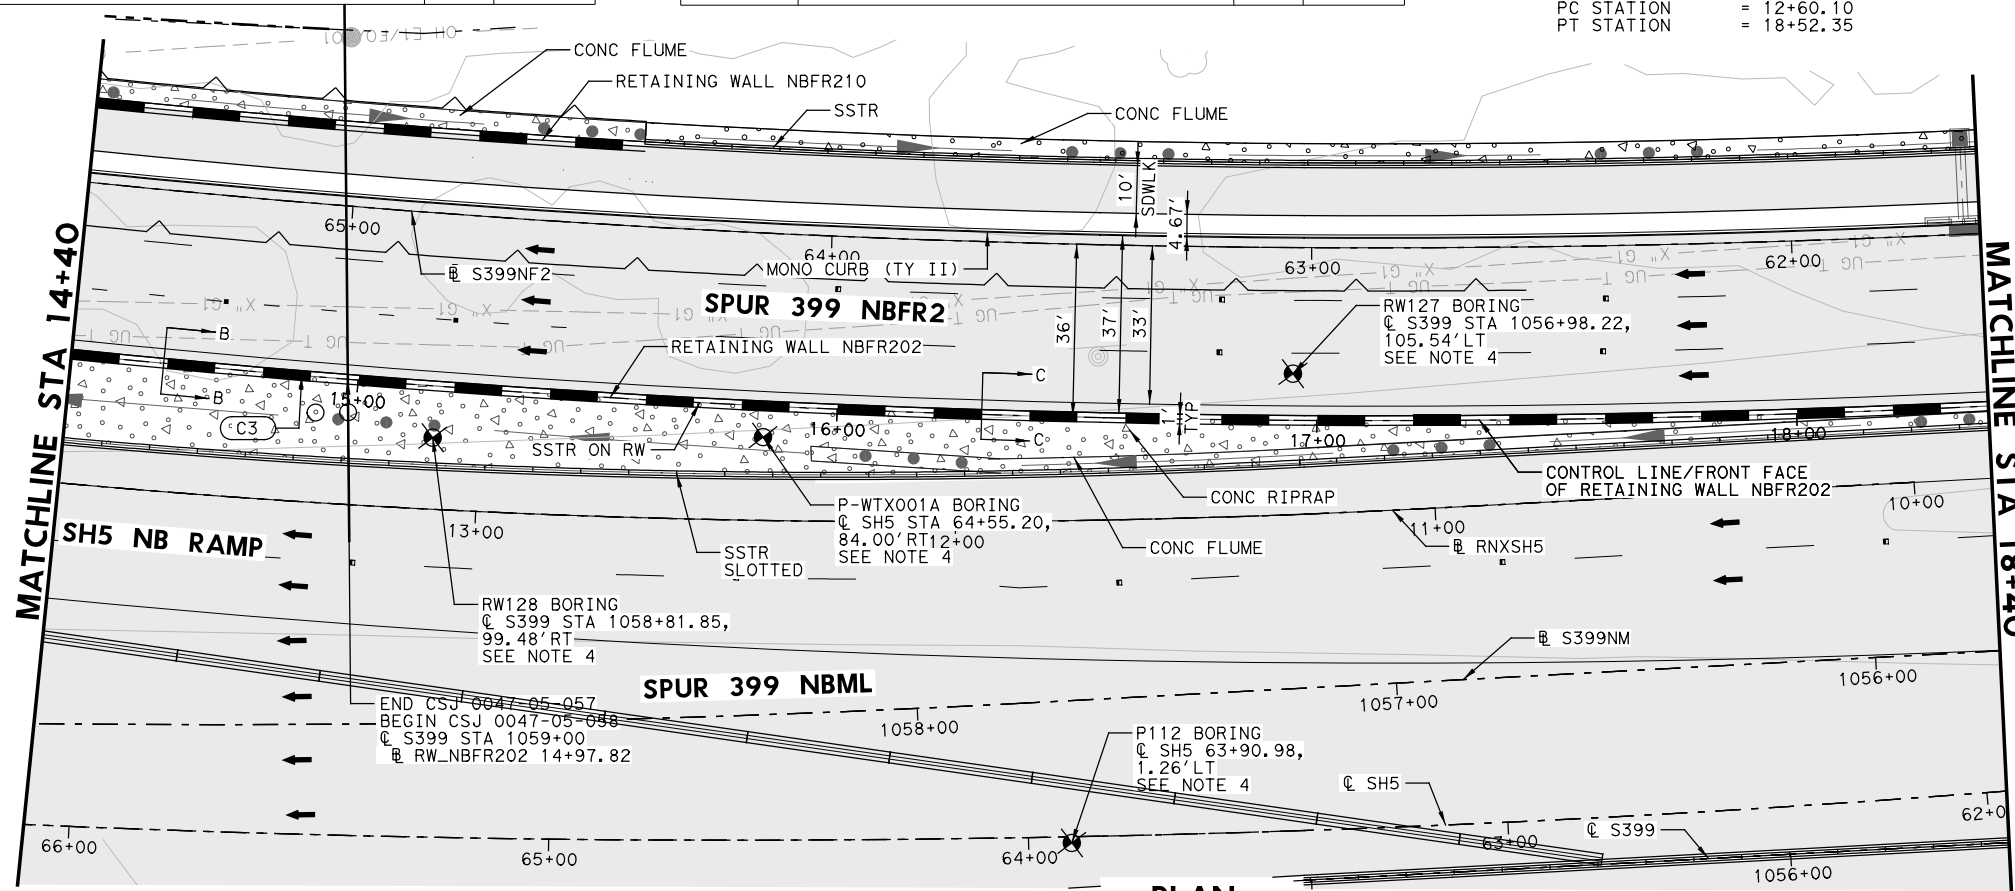 PC STATION = 12+60.10
PT STATION = 18+52.35
CONC FLUME
RETAINING WALL NBFR210
SSTR
CONC FLUME
10'
SDWLK
4.67'
65+00
64+00
63+00
62+00
MATCHLINE STA 14+40
MATCHLINE STA 18+40
℄ S399NF2
MONO CURB (TY II)
SPUR 399 NBFR2
36'
37'
33'
RW127 BORING
℄ S399 STA 1056+98.22,
105.54'LT
SEE NOTE 4
B
RETAINING WALL NBFR202
C
B
15+00
C3
16+00
1'
TYP
17+00
18+00
SSTR ON RW
C
CONTROL LINE/FRONT FACE
OF RETAINING WALL NBFR202
CONC RIPRAP
P-WTX001A BORING
℄ SH5 STA 64+55.20,
84.00'RT
SEE NOTE 4
SH5 NB RAMP
13+00
12+00
11+00
10+00
SSTR
SLOTTED
CONC FLUME
RNXSH5
RW128 BORING
℄ S399 STA 1058+81.85,
99.48'RT
SEE NOTE 4
S399NM
SPUR 399 NBML
END CSJ 0047-05-057
BEGIN CSJ 0047-05-058
℄ S399 STA 1059+00
RW_NBFR202 14+97.82
1058+00
1057+00
1056+00
P112 BORING
℄ SH5 63+90.98,
1.26'LT
SEE NOTE 4
℄ SH5
℄ S399
66+00
65+00
64+00
63+00
62+0
1056+00